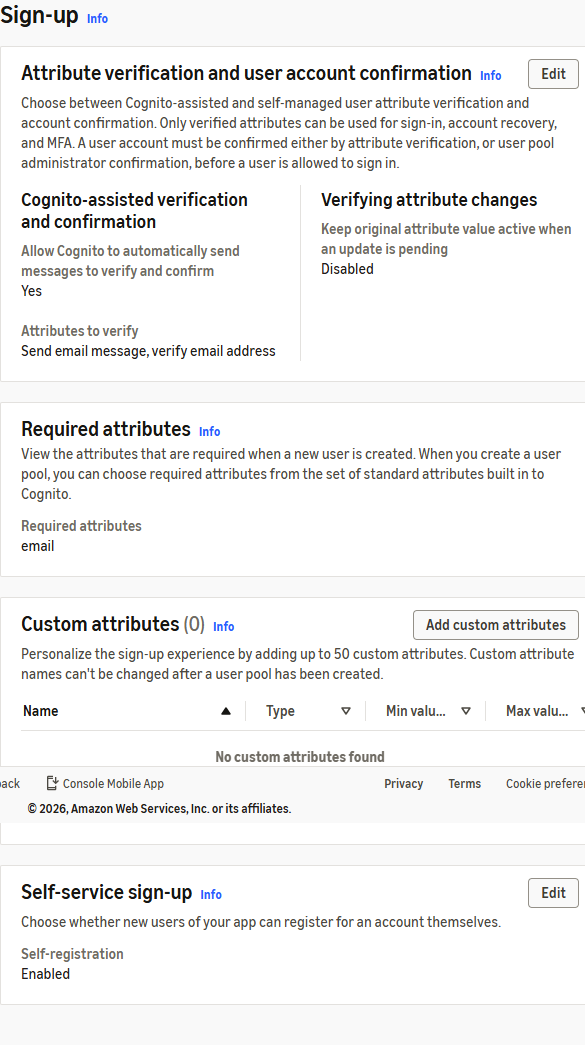 Sign-up Info
Attribute verification and user account confirmation Info
Edit
Choose between Cognito-assisted and self-managed user attribute verification and
account confirmation. Only verified attributes can be used for sign-in, account recovery,
and MFA. A user account must be confirmed either by attribute verification, or user pool
administrator confirmation, before a user is allowed to sign in.
Cognito-assisted verification
and confirmation
Allow Cognito to automatically send
messages to verify and confirm
Yes
Attributes to verify
Send email message, verify email address
Verifying attribute changes
Keep original attribute value active when
an update is pending
Disabled
Required attributes Info
View the attributes that are required when a new user is created. When you create a user
pool, you can choose required attributes from the set of standard attributes built in to
Cognito.
Required attributes
email
Custom attributes (0) Info
Add custom attributes
Personalize the sign-up experience by adding up to 50 custom attributes. Custom attribute
names can't be changed after a user pool has been created.
Name Type Min valu... Max valu...
No custom attributes found
back Console Mobile App Privacy Terms Cookie preferen
© 2026, Amazon Web Services, Inc. or its affiliates.
Self-service sign-up Info
Edit
Choose whether new users of your app can register for an account themselves.
Self-registration
Enabled